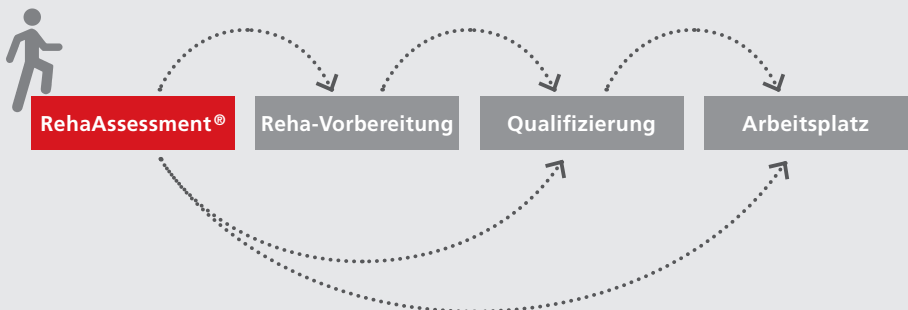 RehaAssessment®
Reha-Vorbereitung
Qualifizierung
Arbeitsplatz